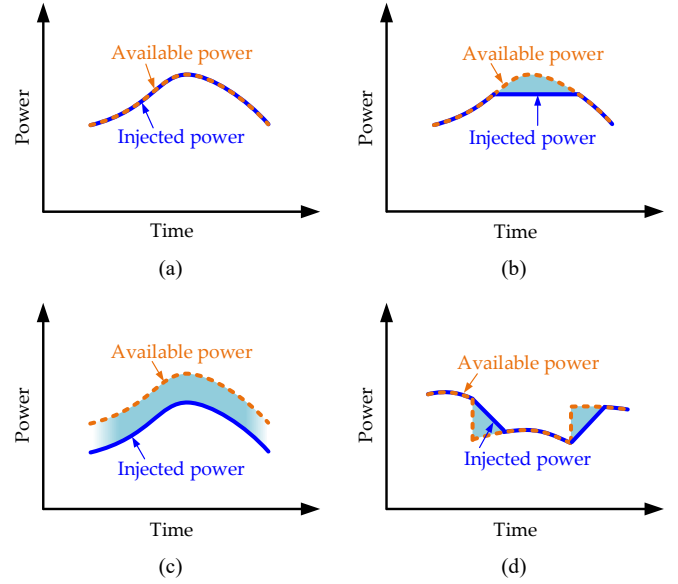 Available power
Injected power
Power
Time
(a)
Available power
Injected power
Power
Time
(b)
Available power
Injected power
Power
Time
(c)
Available power
Injected power
Power
Time
(d)